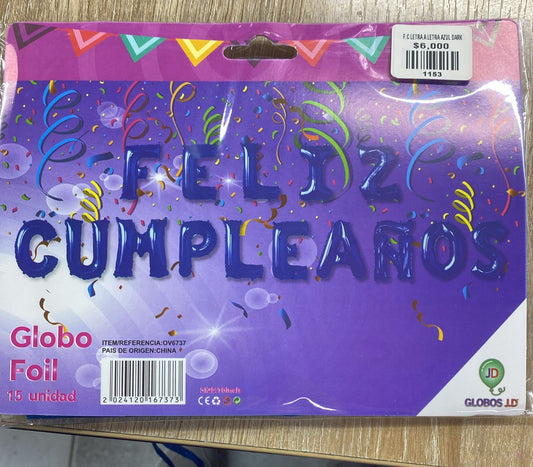 F.C LETRA A LETRA AZUL DARK
$6,000
1153
FELIZ
CUMPLEAÑOS
Globo
Foil
15 unidad
ITEM/REFERENCIA:OV6737
PAIS DE ORIGEN:CHINA
2 024120 167373
JD
GLOBOS J.D